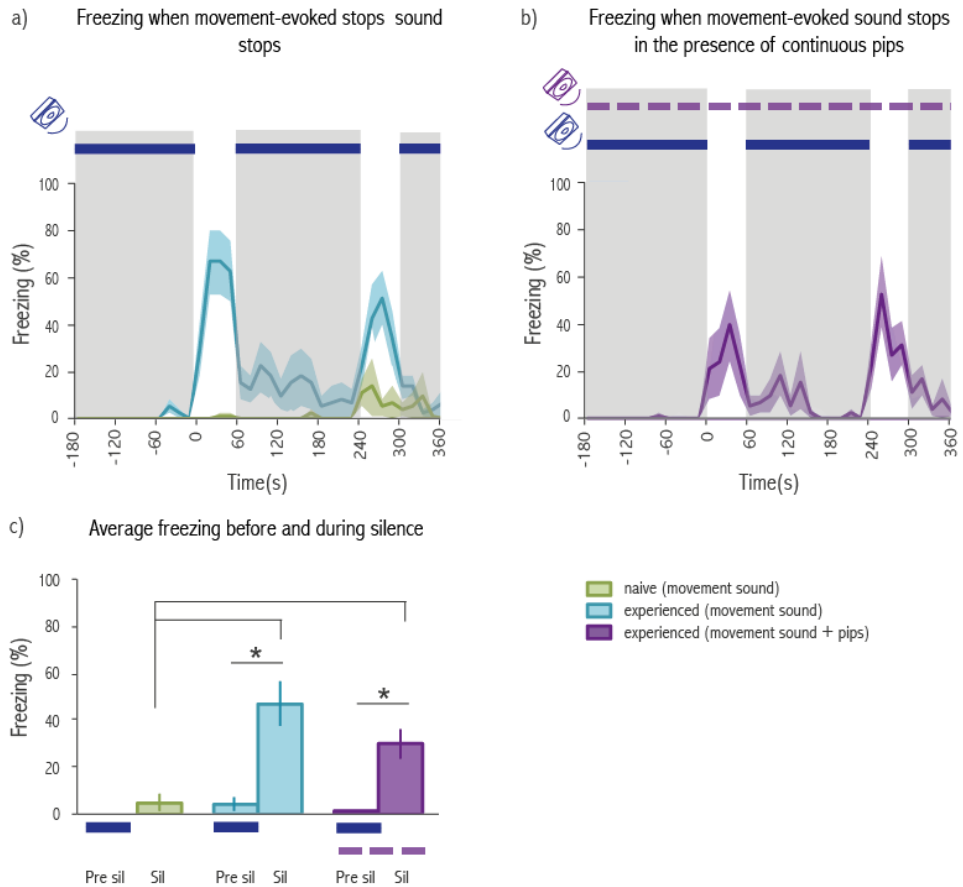 a)
Freezing when movement-evoked stops sound
stops
100
80
60
40
20
0
Freezing (%)
-180
-120
-60
0
60
120
180
240
300
360
Time(s)
b)
Freezing when movement-evoked sound stops
in the presence of continuous pips
100
80
60
40
20
0
Freezing (%)
-180
-120
-60
0
60
120
180
240
300
360
Time(s)
c)
Average freezing before and during silence
100
80
60
40
20
0
Freezing (%)
*
*
Pre sil Sil Pre sil Sil Pre sil Sil
naive (movement sound)
experienced (movement sound)
experienced (movement sound + pips)